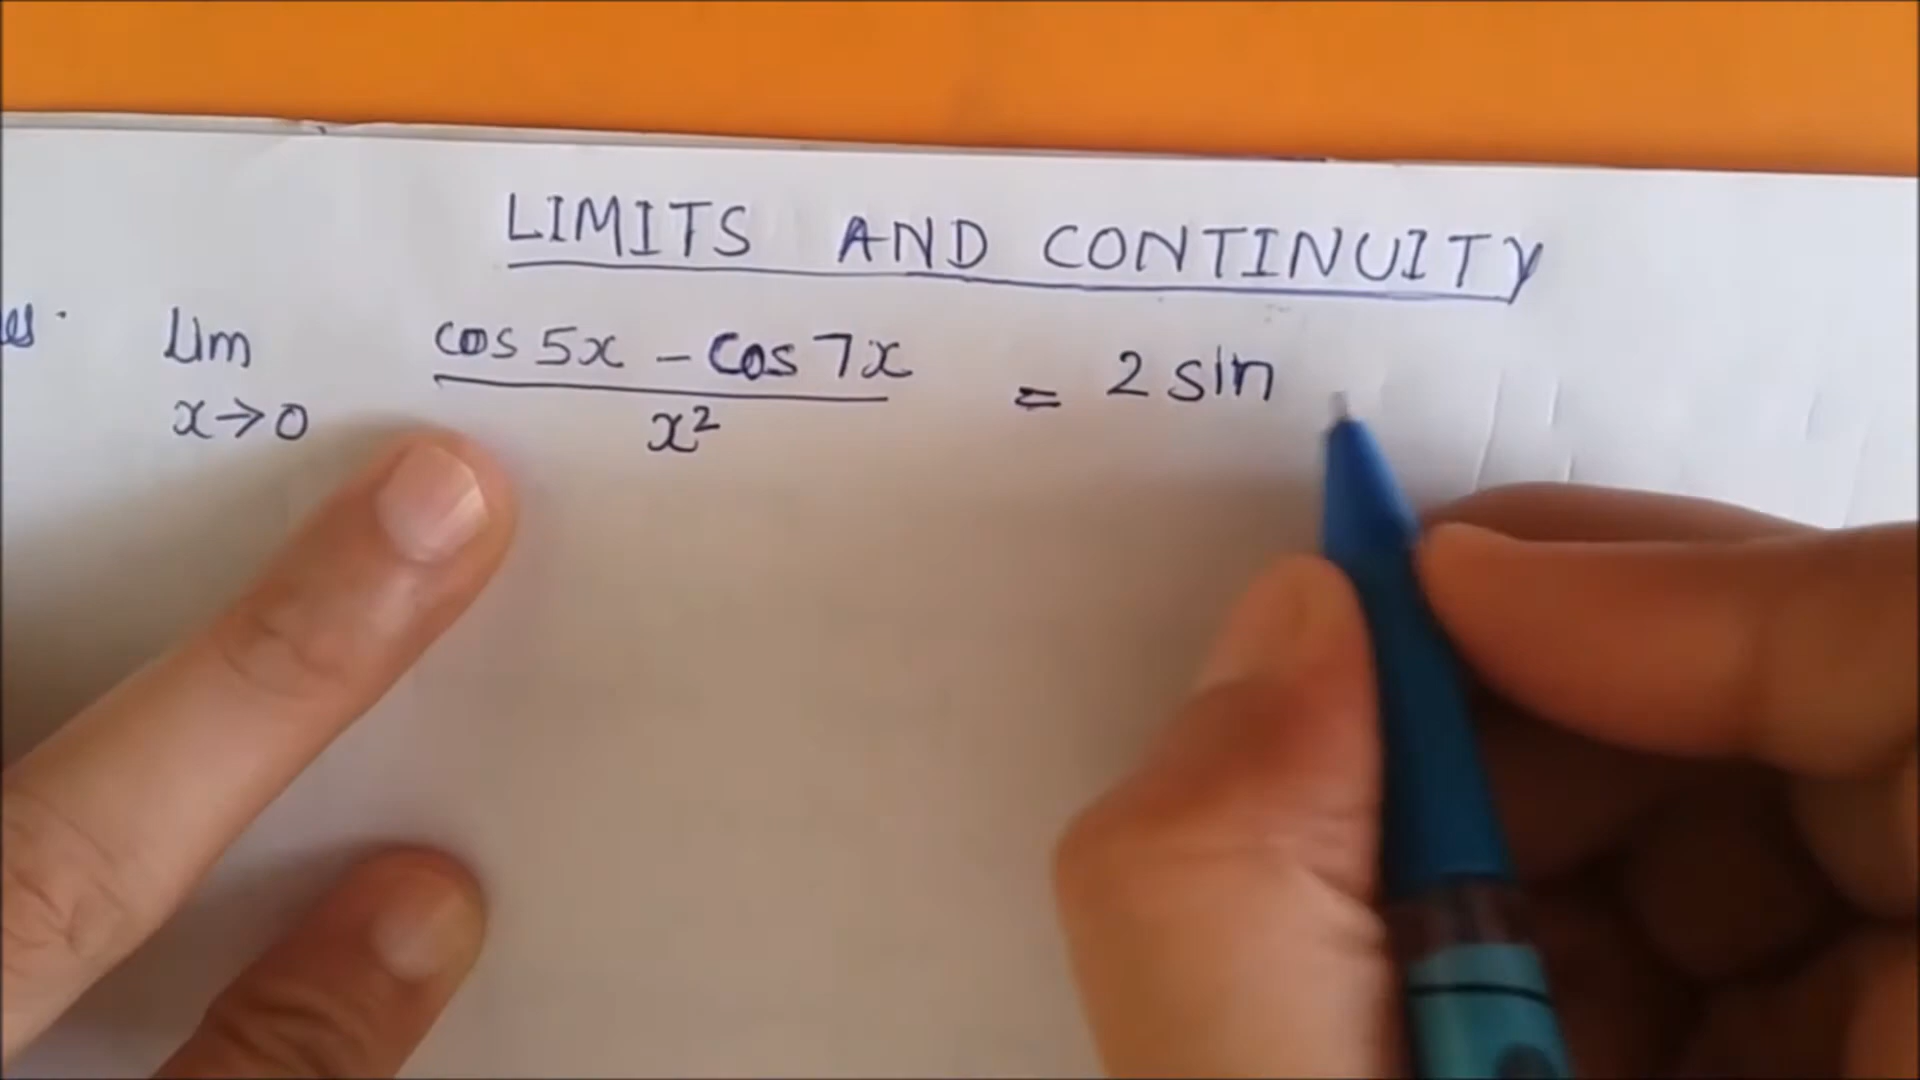 LIMITS AND CONTINUITY
Lim x→0 cos 5x - cos 7x / x² = 2 sin